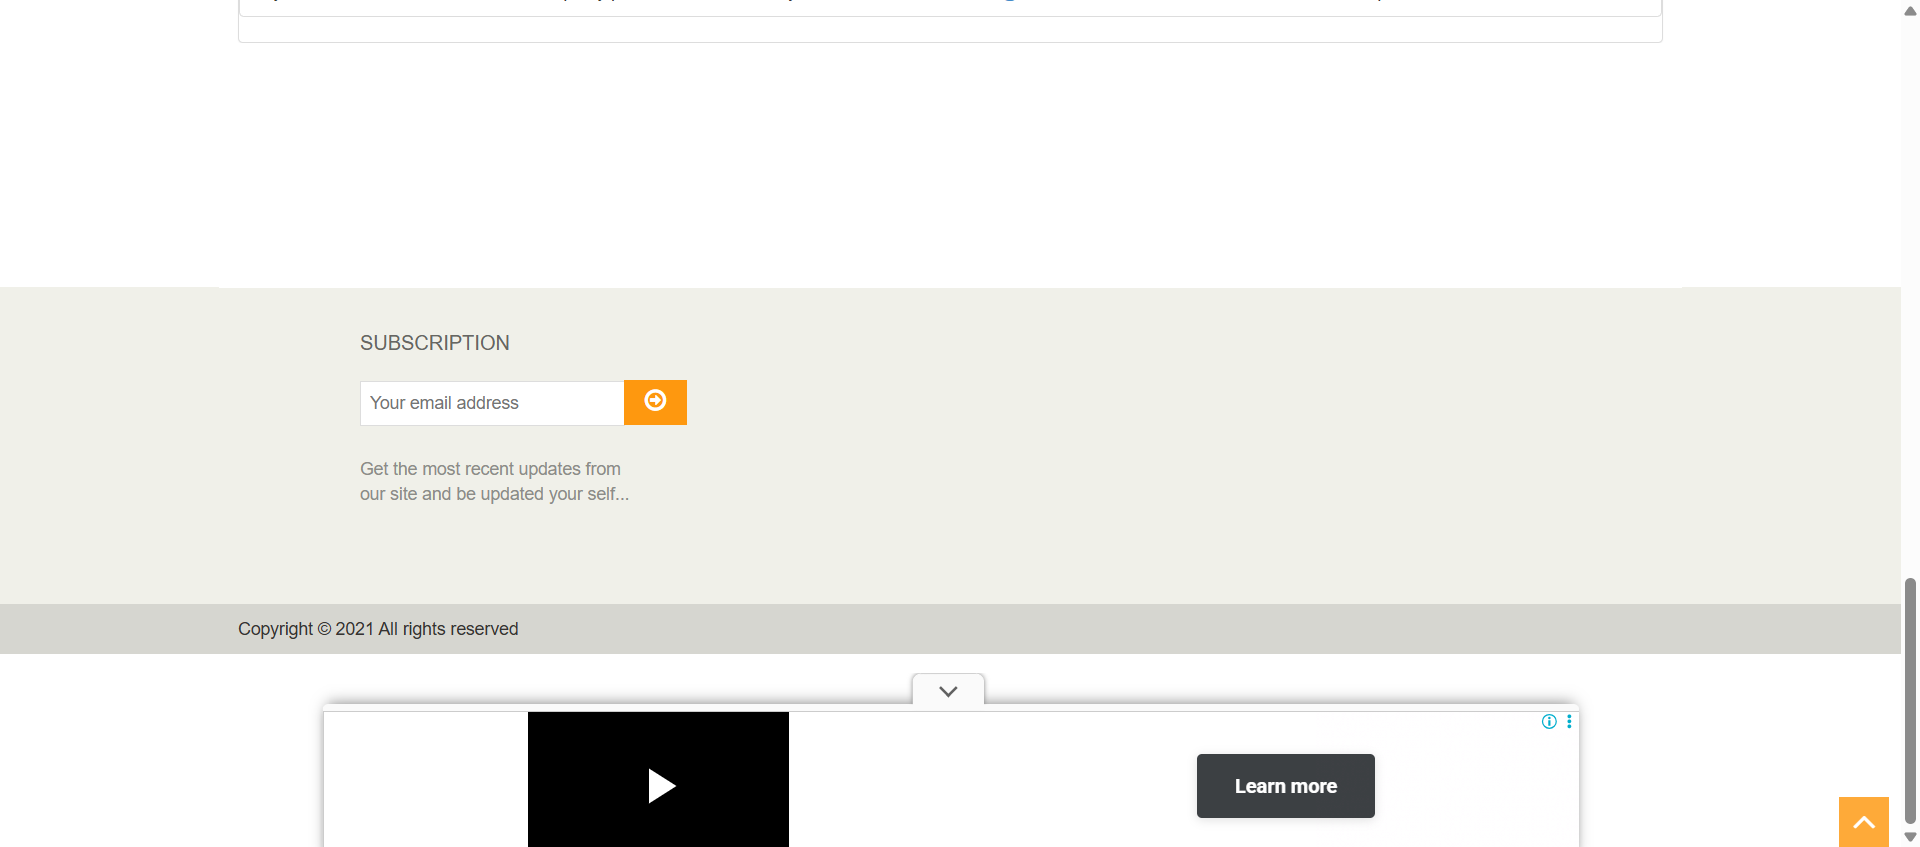 SUBSCRIPTION
Your email address
Get the most recent updates from
our site and be updated your self...
Copyright © 2021 All rights reserved
Learn more